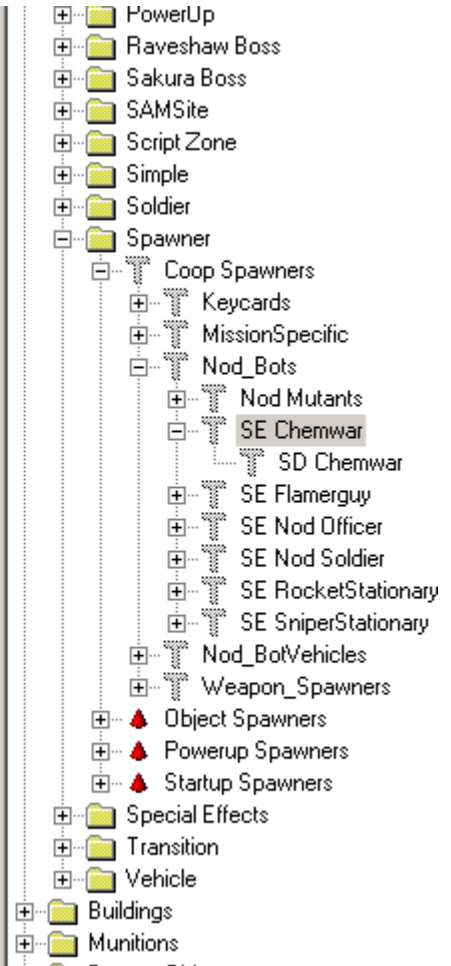 PowerUp
Raveshaw Boss
Sakura Boss
SAMSite
Script Zone
Simple
Soldier
Spawner
Coop Spawners
Keycards
MissionSpecific
Nod_Bots
Nod Mutants
SE Chemwar
SD Chemwar
SE Flamerguy
SE Nod Officer
SE Nod Soldier
SE RocketStationary
SE SniperStationary
Nod_BotVehicles
Weapon_Spawners
Object Spawners
Powerup Spawners
Startup Spawners
Special Effects
Transition
Vehicle
Buildings
Munitions